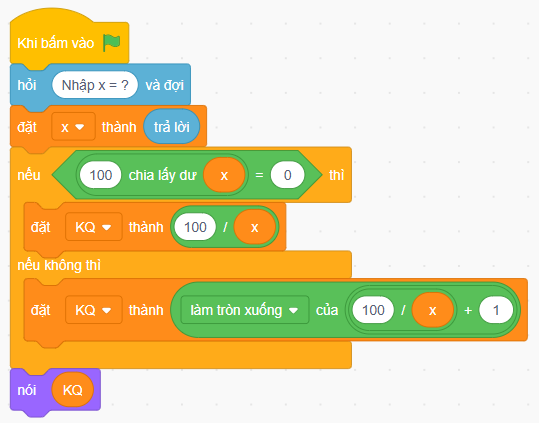 Khi bấm vào
hỏi Nhập x = ? và đợi
đặt x thành trả lời
nếu 100 chia lấy dư x = 0 thì
đặt KQ thành 100 / x
nếu không thì
đặt KQ thành làm tròn xuống của 100 / x + 1
nói KQ